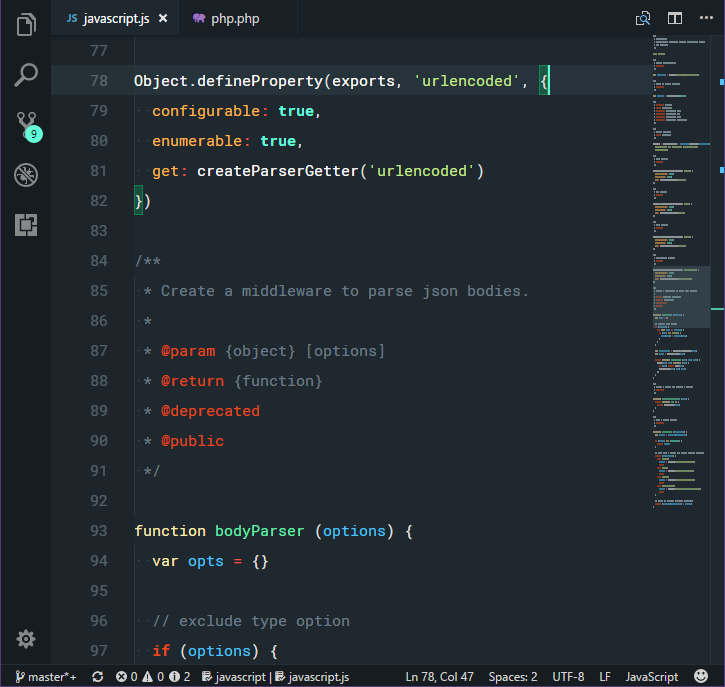 JS javascript.js × php.php
77
78 Object.defineProperty(exports, 'urlencoded', {
79 configurable: true,
80 enumerable: true,
81 get: createParserGetter('urlencoded')
82 })
83
84 /**
85 * Create a middleware to parse json bodies.
86 *
87 * @param {object} [options]
88 * @return {function}
89 * @deprecated
90 * @public
91 */
92
93 function bodyParser (options) {
94 var opts = {}
95
96 // exclude type option
97 if (options) {
9
master*+ 0 0 2 javascript | javascript.js Ln 78, Col 47 Spaces: 2 UTF-8 LF JavaScript